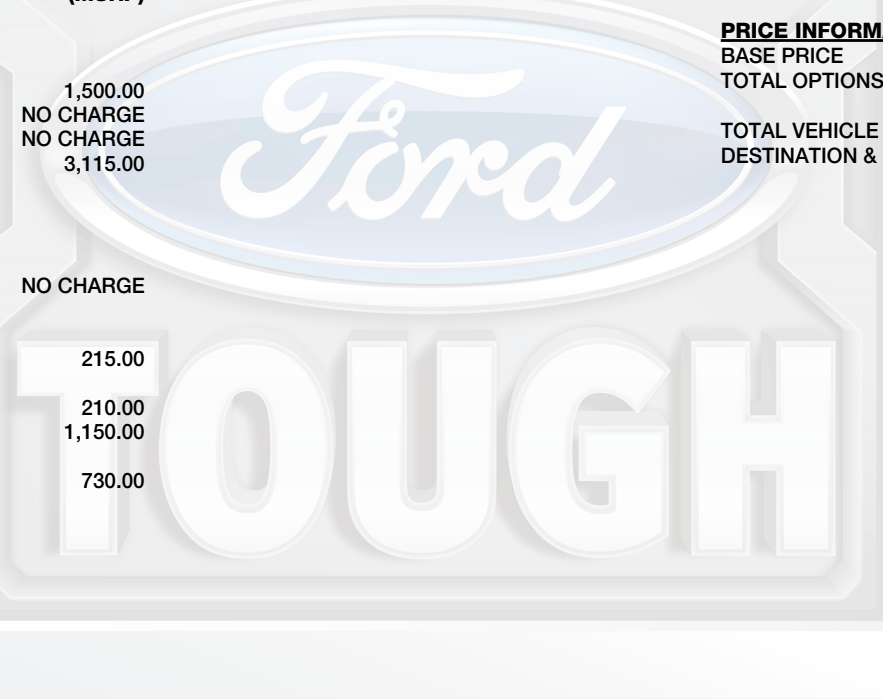 (MSRP)
1,500.00
NO CHARGE
NO CHARGE
3,115.00
NO CHARGE
215.00
210.00
1,150.00
730.00
PRICE INFORM
BASE PRICE
TOTAL OPTIONS
TOTAL VEHICLE
DESTINATION &
Ford
TOUGH